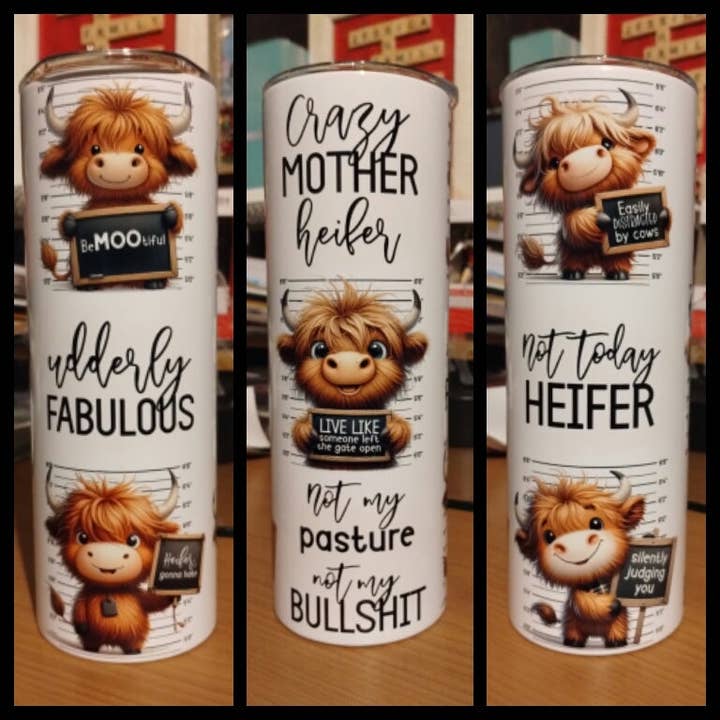 BeMOOtiful
udderly
FABULOUS
Heifer
gonna hate
Crazy
MOTHER
heifer
LIVE LIKE
someone left
the gate open
Not my
pasture
not my
BULLSHIT
Easily
DISTRACTED
by cows
Not today
HEIFER
silently
judging
you